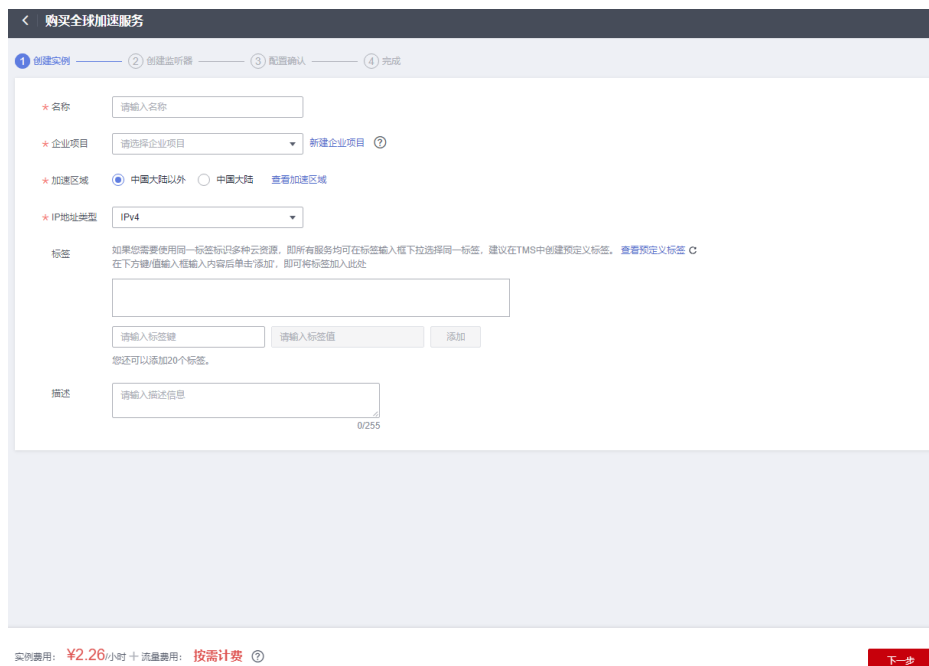 购买全球加速服务
1 创建实例 2 创建监听器 3 配置确认 4 完成
* 名称 请输入名称
* 企业项目 请选择企业项目 新建企业项目 ?
* 加速区域 中国大陆以外 中国大陆 查看加速区域
* IP地址类型 IPv4
标签 如果您需要使用同一标签标识多种云资源，即所有服务均可在标签输入框下拉选择同一标签，建议在TMS中创建预定义标签。 查看预定义标签
在下方键/值输入框输入内容后单击'添加'，即可将标签加入此处
请输入标签键 请输入标签值 添加
您还可以添加20个标签。
描述 请输入描述信息
0/255
实例费用： ¥2.26/小时 + 流量费用： 按需计费 ?
下一步